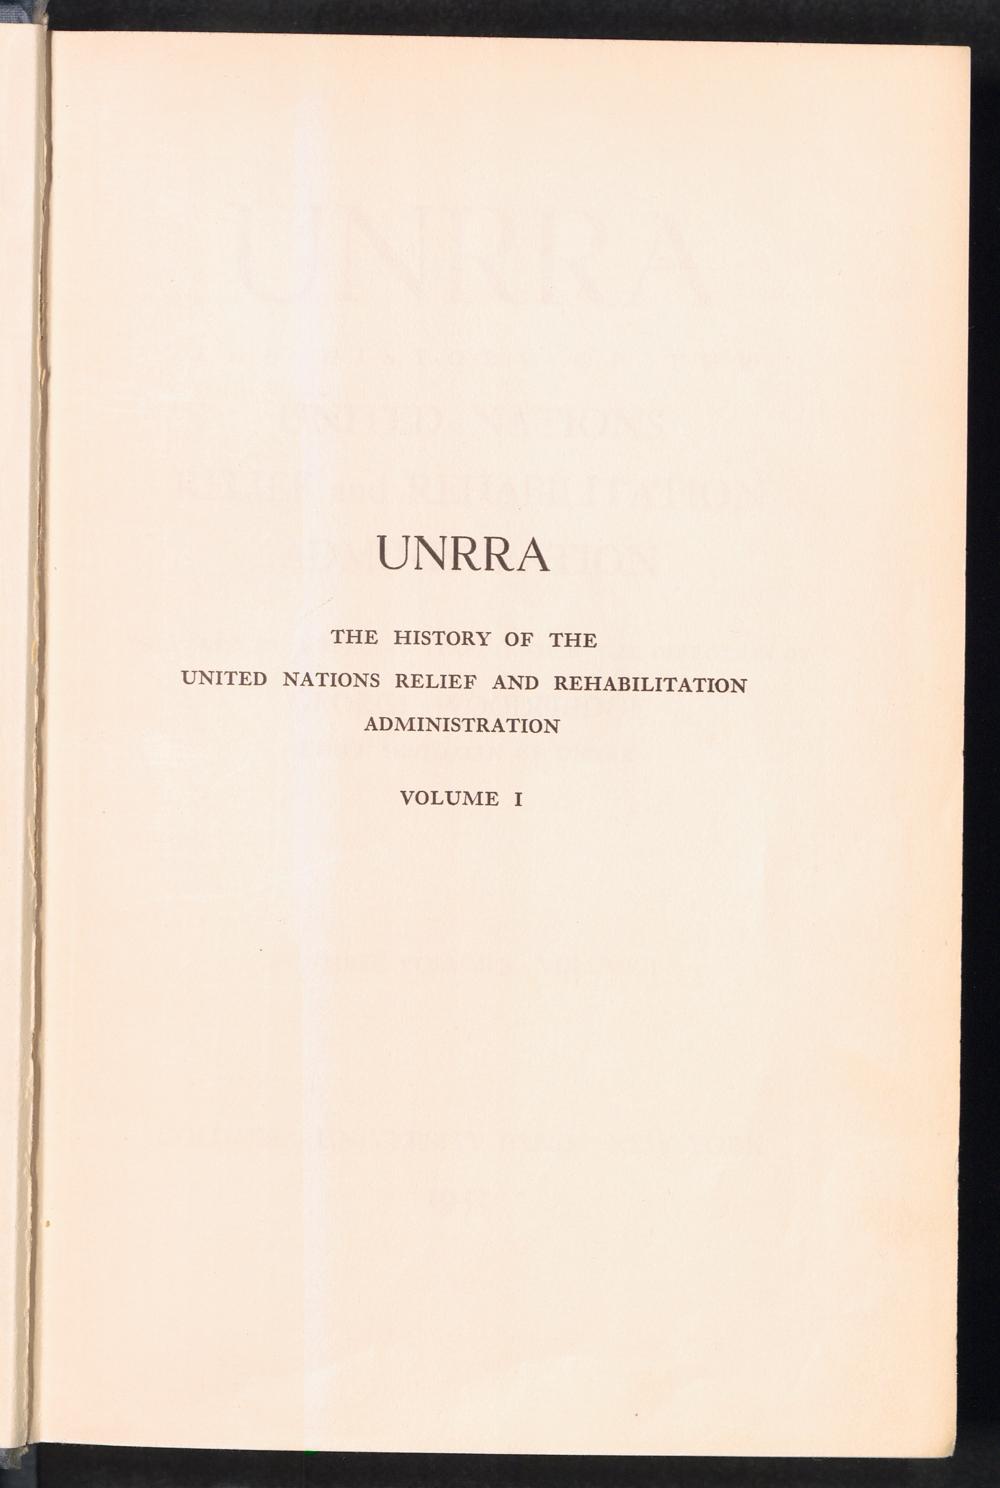 UNRRA
THE HISTORY OF THE
UNITED NATIONS RELIEF AND REHABILITATION
ADMINISTRATION
VOLUME I